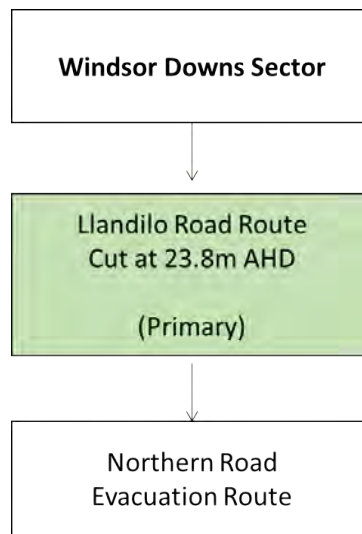 Windsor Downs Sector
Llandilo Road Route
Cut at 23.8m AHD
(Primary)
Northern Road
Evacuation Route